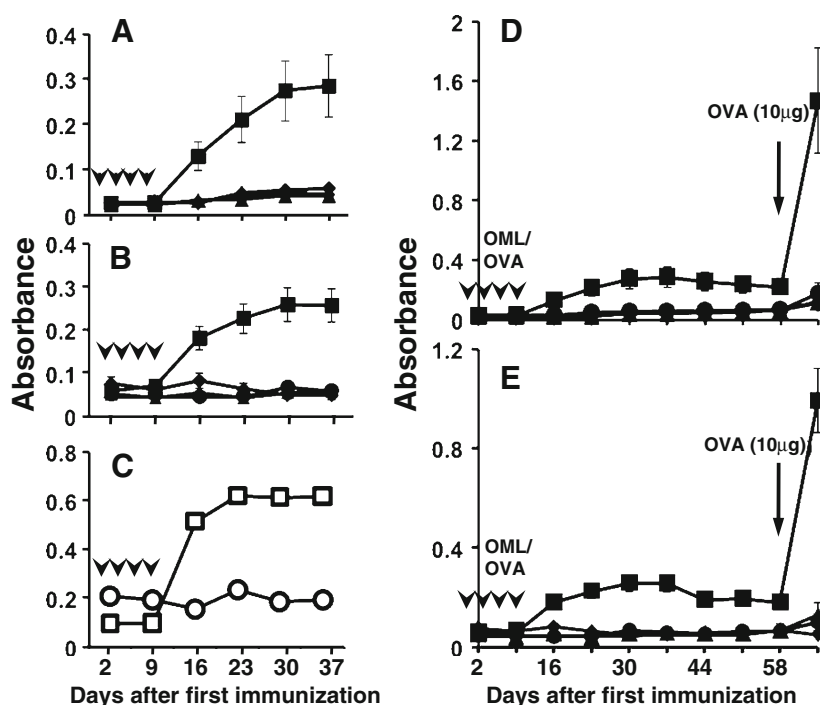 A
0.4
0.3
0.2
0.1
0
B
0.4
0.3
0.2
0.1
0
C
0.8
0.6
0.4
0.2
0
2 9 16 23 30 37
Days after first immunization
Absorbance
D
2
1.6
1.2
0.8
0.4
0
OVA (10µg)
OML/
OVA
E
1.2
0.8
0.4
0
OVA (10µg)
OML/
OVA
2 16 30 44 58
Days after first immunization
Absorbance